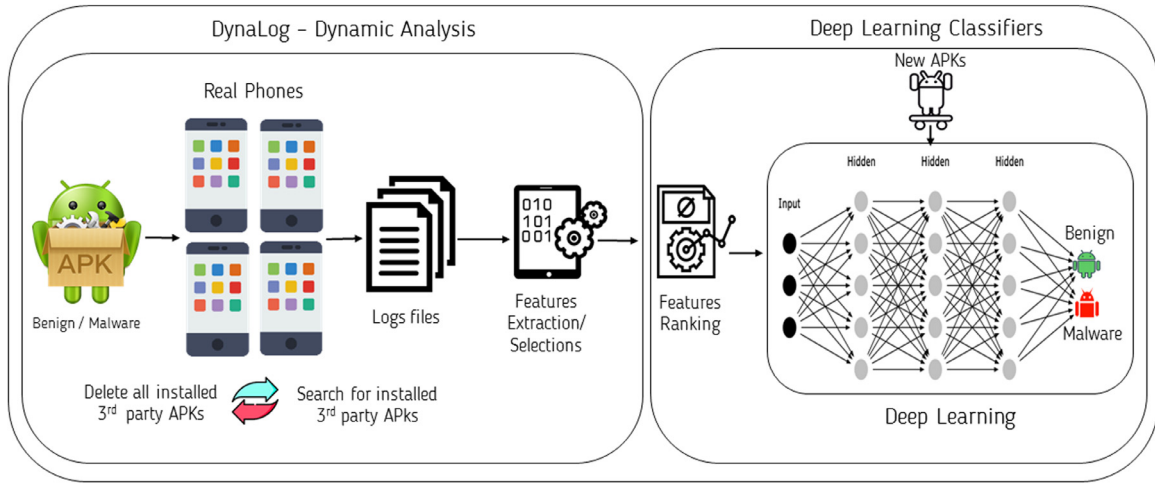 DynaLog – Dynamic Analysis
Deep Learning Classifiers
Real Phones
APK
Benign / Malware
Delete all installed
3rd party APKs
Search for installed
3rd party APks
Logs files
010
101
001
Features
Extraction/
Selections
Features
Ranking
New APKs
Hidden
Hidden
Hidden
Input
Benign
Malware
Deep Learning